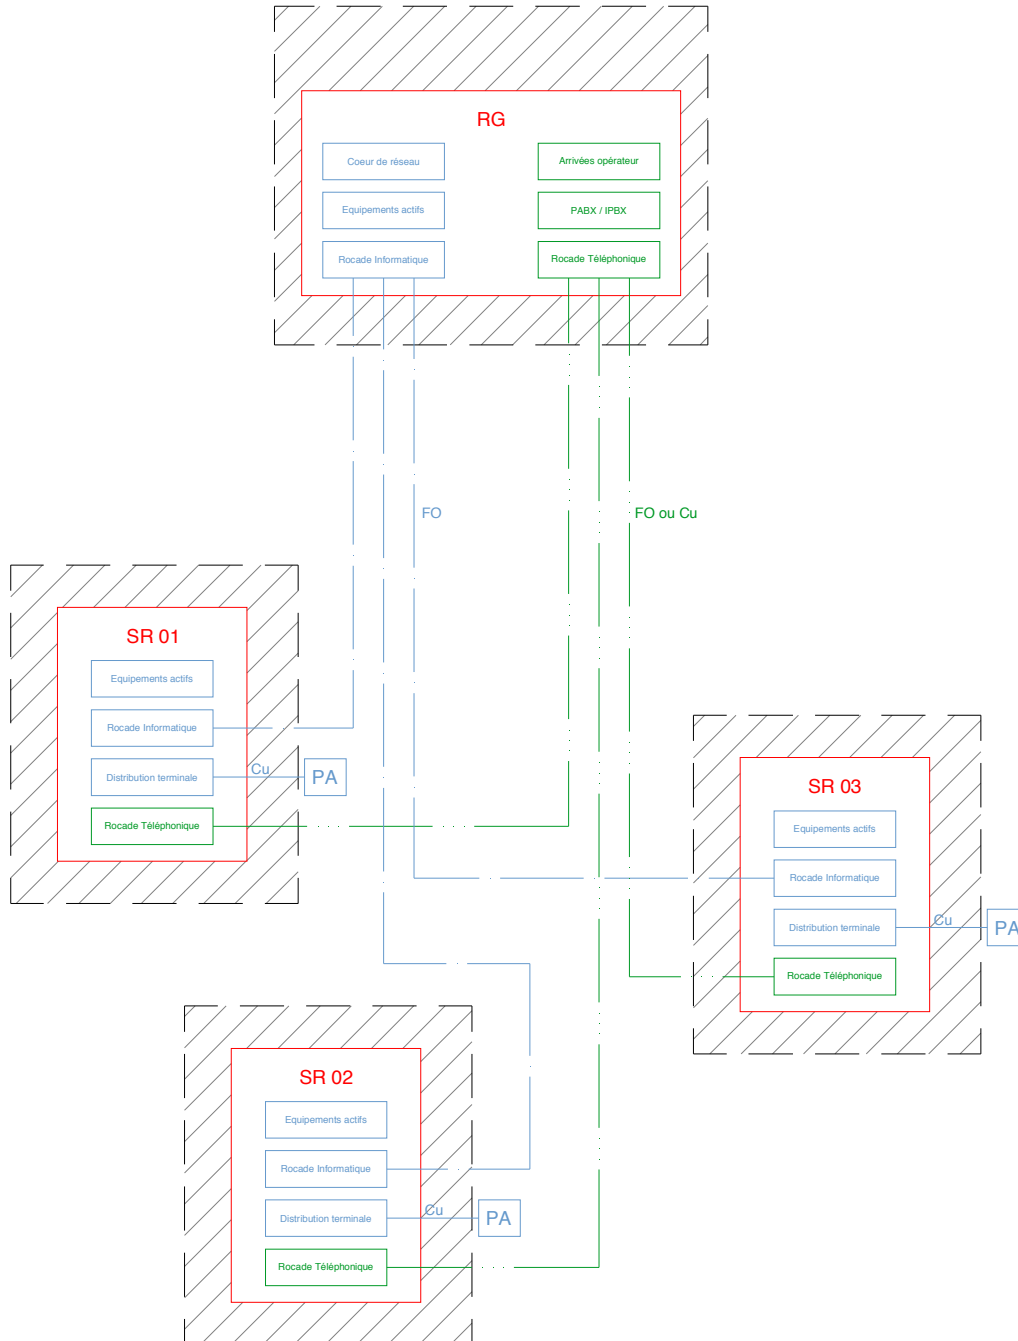 RG
Coeur de réseau
Arrivées opérateur
Equipements actifs
PABX / IPBX
Rocade Informatique
Rocade Téléphonique
FO
FO ou Cu
SR 01
Equipements actifs
Rocade Informatique
Distribution terminale
Cu
PA
Rocade Téléphonique
SR 03
Equipements actifs
Rocade Informatique
Distribution terminale
Cu
PA
Rocade Téléphonique
SR 02
Equipements actifs
Rocade Informatique
Distribution terminale
Cu
PA
Rocade Téléphonique